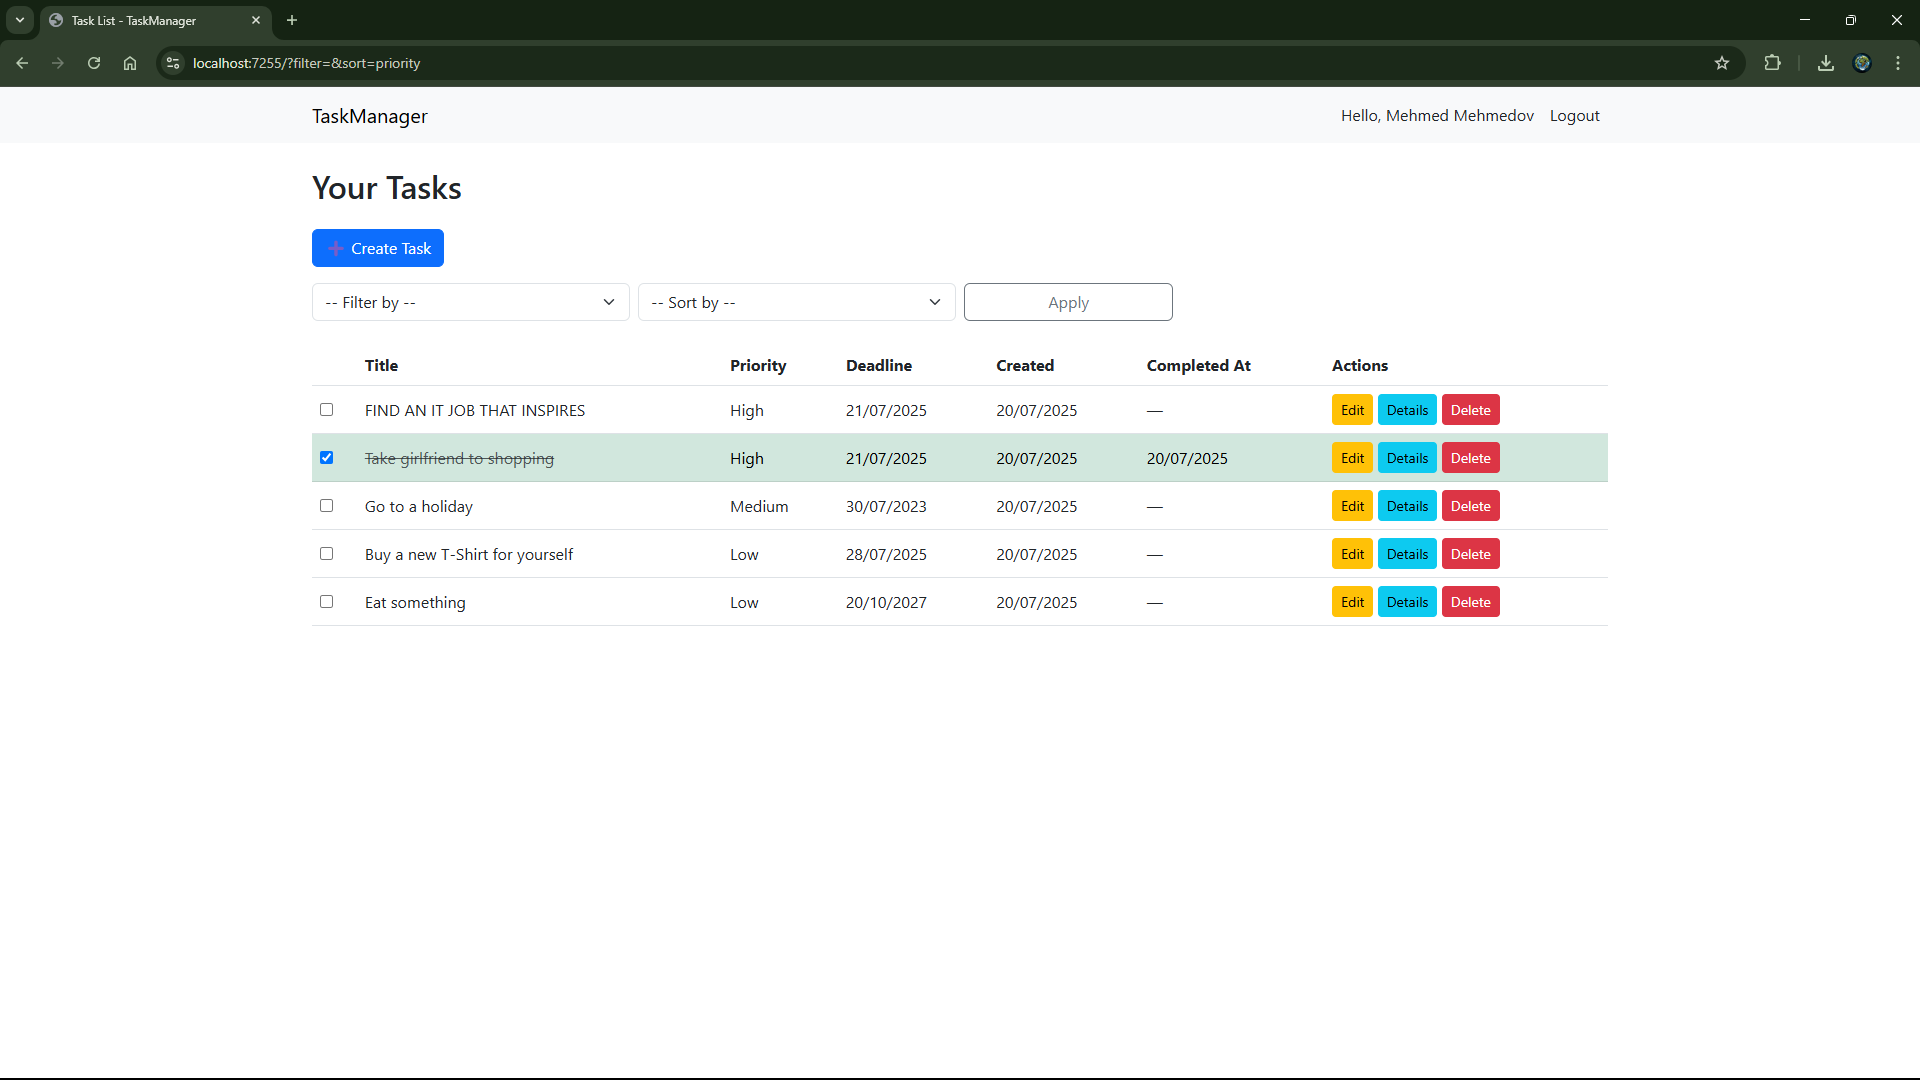 Task List - TaskManager
localhost:7255/?filter=&sort=priority
TaskManager Hello, Mehmed Mehmedov Logout
Your Tasks
Create Task
-- Filter by -- -- Sort by -- Apply
Title Priority Deadline Created Completed At Actions
FIND AN IT JOB THAT INSPIRES High 21/07/2025 20/07/2025 — Edit Details Delete
Take girlfriend to shopping High 21/07/2025 20/07/2025 20/07/2025 Edit Details Delete
Go to a holiday Medium 30/07/2023 20/07/2025 — Edit Details Delete
Buy a new T-Shirt for yourself Low 28/07/2025 20/07/2025 — Edit Details Delete
Eat something Low 20/10/2027 20/07/2025 — Edit Details Delete